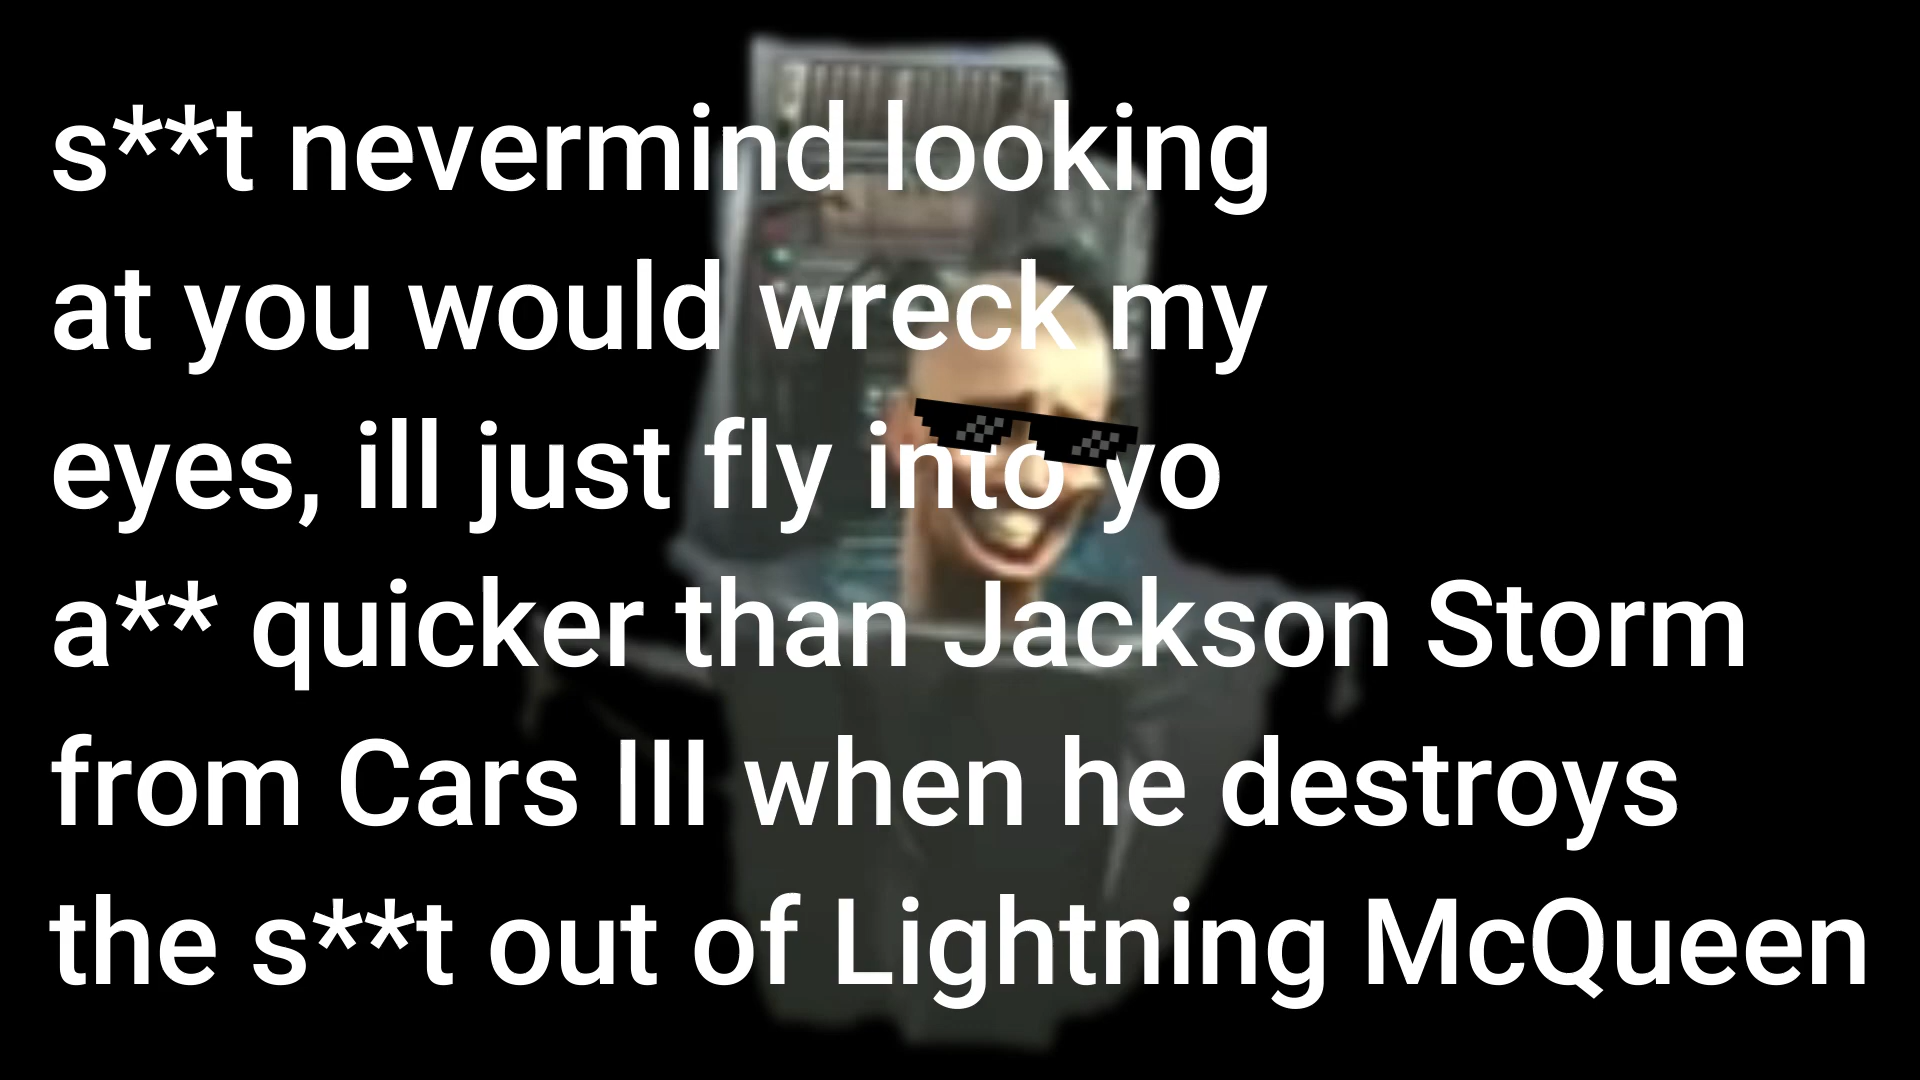 s**t nevermind looking
at you would wreck my
eyes, ill just fly into yo
a** quicker than Jackson Storm
from Cars III when he destroys
the s**t out of Lightning McQueen